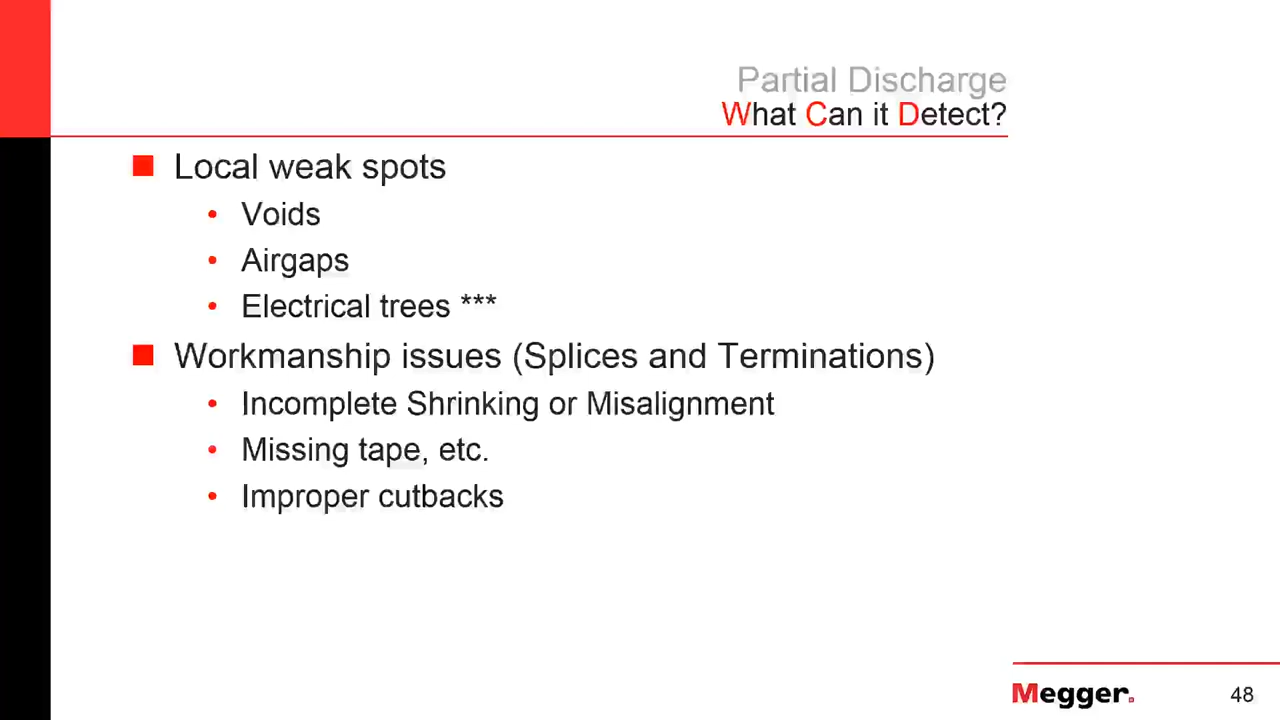 Partial Discharge
What Can it Detect?
Local weak spots
• Voids
• Airgaps
• Electrical trees ***
Workmanship issues (Splices and Terminations)
• Incomplete Shrinking or Misalignment
• Missing tape, etc.
• Improper cutbacks
Megger.
48